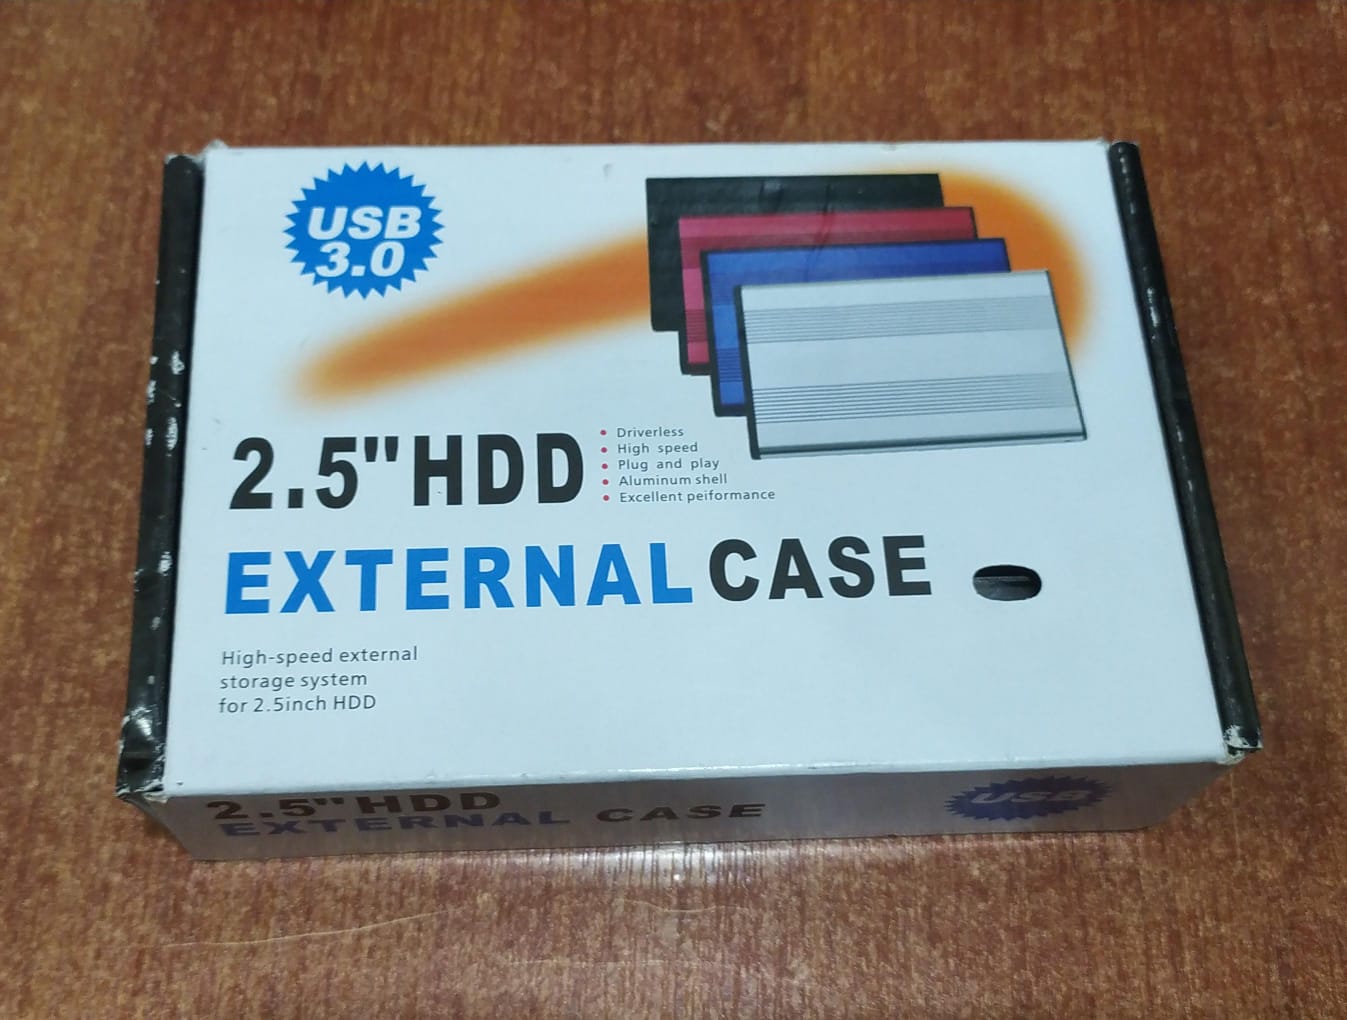 USB
3.0
2.5"HDD
• Driverless
• High speed
• Plug and play
• Aluminum shell
• Excellent peiformance
EXTERNAL CASE
High-speed external
storage system
for 2.5inch HDD
2.5"HDD
EXTERNAL CASE
USB